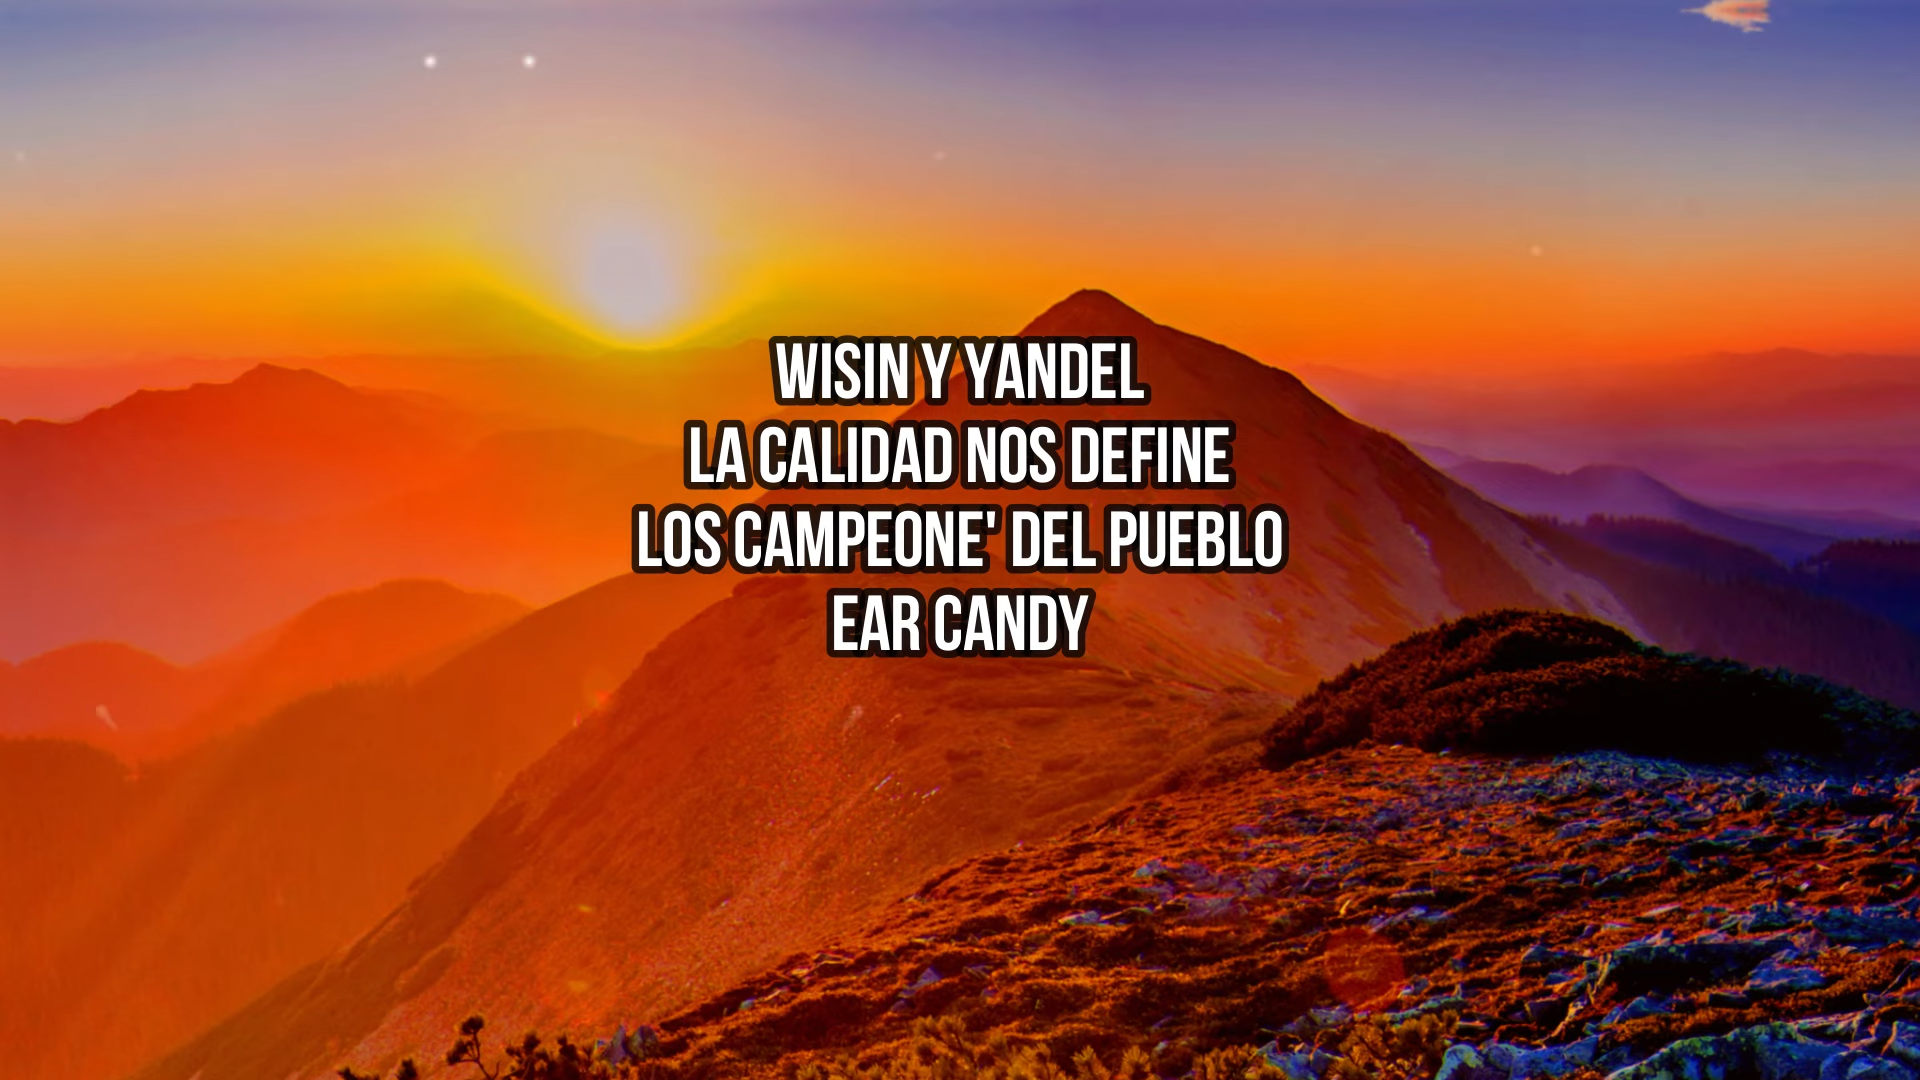 WISIN Y YANDEL
LA CALIDAD NOS DEFINE
LOS CAMPEONE' DEL PUEBLO
EAR CANDY